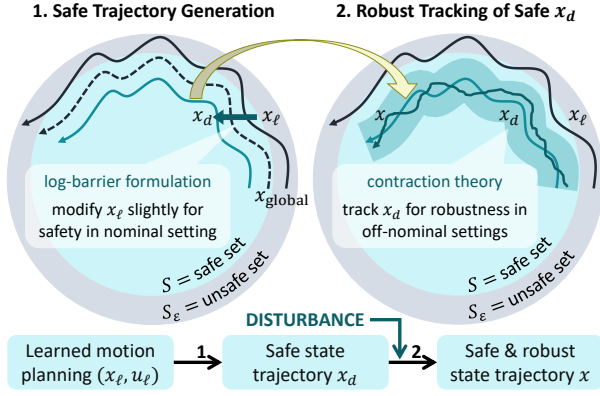 1. Safe Trajectory Generation
x_d
x_ℓ
x_global
log-barrier formulation
modify x_ℓ slightly for
safety in nominal setting
S = safe set
S_ε = unsafe set
2. Robust Tracking of Safe x_d
x
x_d
x_ℓ
contraction theory
track x_d for robustness in
off-nominal settings
S = safe set
S_ε = unsafe set
DISTURBANCE
Learned motion
planning (x_ℓ, u_ℓ)
1
Safe state
trajectory x_d
2
Safe & robust
state trajectory x